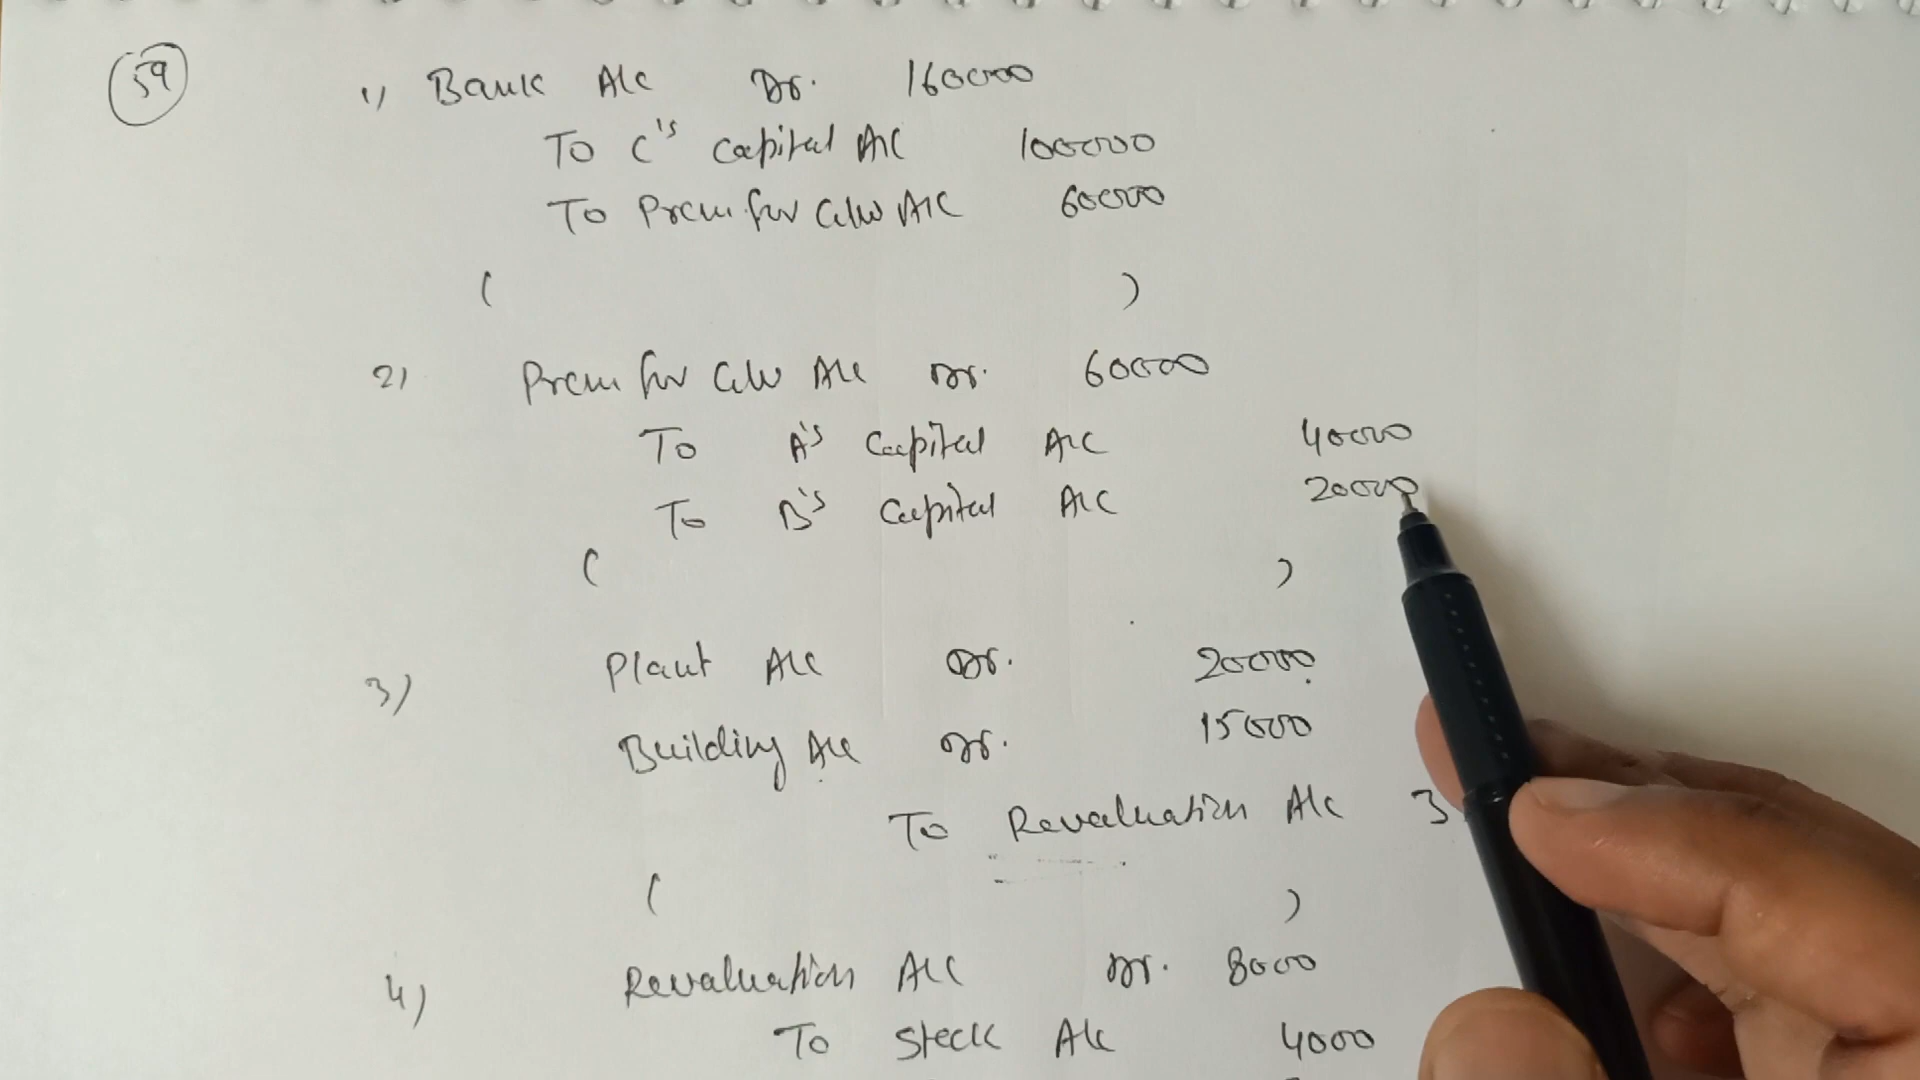 59
1) Bank A/c Dr. 160000
To C's Capital A/c 100000
To Prem. for G/w A/c 60000
( )
2) Prem for G/w A/c Dr. 60000
To A's Capital A/c 40000
To B's Capital A/c 20000
( )
3) Plant A/c Dr. 20000
Building A/c Dr. 15000
To Revaluation A/c 3
( )
4) Revaluation A/c Dr. 8000
To Stock A/c 4000